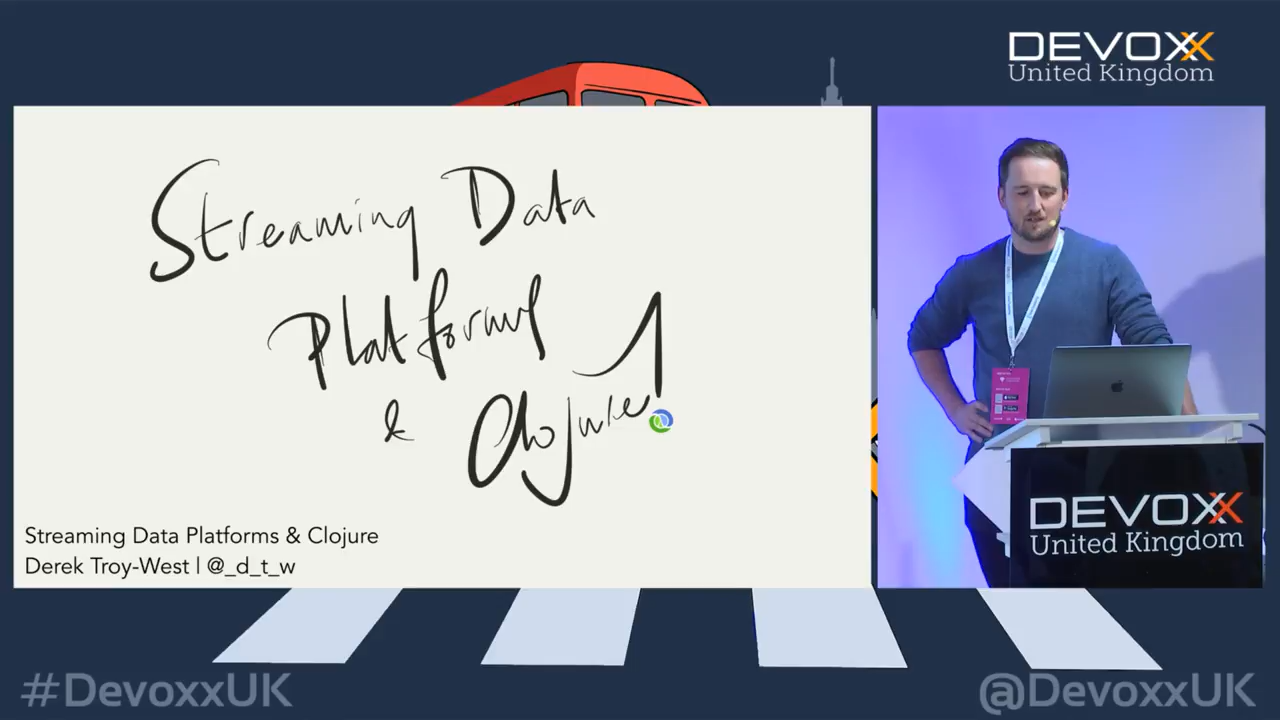 DEVOXX
United Kingdom
Streaming Data
Platforms
& Clojure!
Streaming Data Platforms & Clojure
Derek Troy-West | @_d_t_w
DEVOXX
United Kingdom
#DevoxxUK
@DevoxxUK